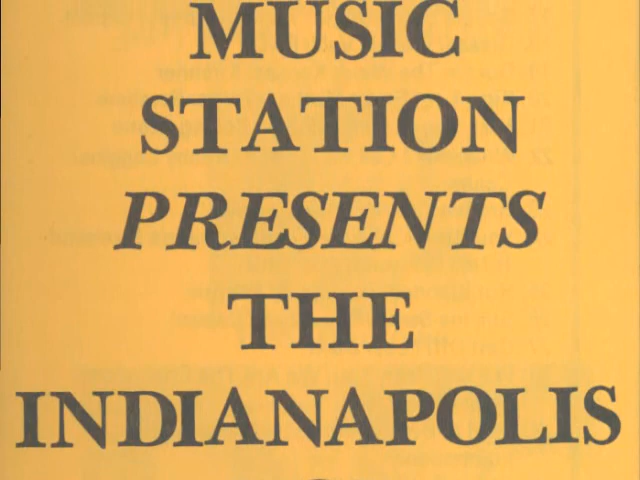 MUSIC
STATION
PRESENTS
THE
INDIANAPOLIS